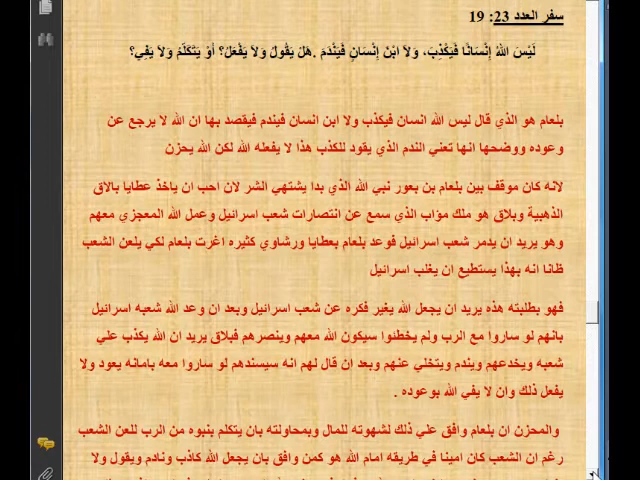 سفر العدد 23: 19
لَيْسَ اللهُ إِنْسَانًا فَيَكْذِبَ، وَلاَ ابْنَ إِنْسَانٍ فَيَنْدَمَ .هَلْ يَقُولُ وَلاَ يَفْعَلُ؟ أَوْ يَتَكَلَّمُ وَلاَ يَفِي؟
بلعام هو الذي قال ليس الله انسان فيكذب ولا ابن انسان فيندم فيقصد بها ان الله لا يرجع عن
وعوده ووضحها انها تعني الندم الذي يقود للكذب هذا لا يفعله الله لكن الله يحزن
لانه كان موقف بين بلعام بن بعور نبي الله الذي بدا يشتهي الشر لان احب ان ياخذ عطايا بالاق
الذهبية وبلاق هو ملك مؤاب الذي سمع عن انتصارات شعب اسرائيل وعمل الله المعجزي معهم
وهو يريد ان يدمر شعب اسرائيل فوعد بلعام بعطايا ورشاوي كثيره اغرت بلعام لكي يلعن الشعب
ظانا انه بهذا يستطيع ان يغلب اسرائيل
فهو بطلبته هذه يريد ان يجعل الله يغير فكره عن شعب اسرائيل وبعد ان وعد الله شعبه اسرائيل
بانهم لو ساروا مع الرب ولم يخطئوا سيكون الله معهم وينصرهم فبلاق يريد ان الله يكذب علي
شعبه ويخدعهم ويندم ويتخلي عنهم وبعد ان قال لهم انه سيسندهم لو ساروا معه بامانه يعود ولا
يفعل ذلك وان لا يفي الله بوعوده .
والمحزن ان بلعام وافق علي ذلك لشهوته للمال وبمحاولته بان يتكلم بنبوه من الرب للعن الشعب
رغم ان الشعب كان امينا في طريقه امام الله هو كمن وافق بان يجعل الله كاذب ونادم ويقول ولا